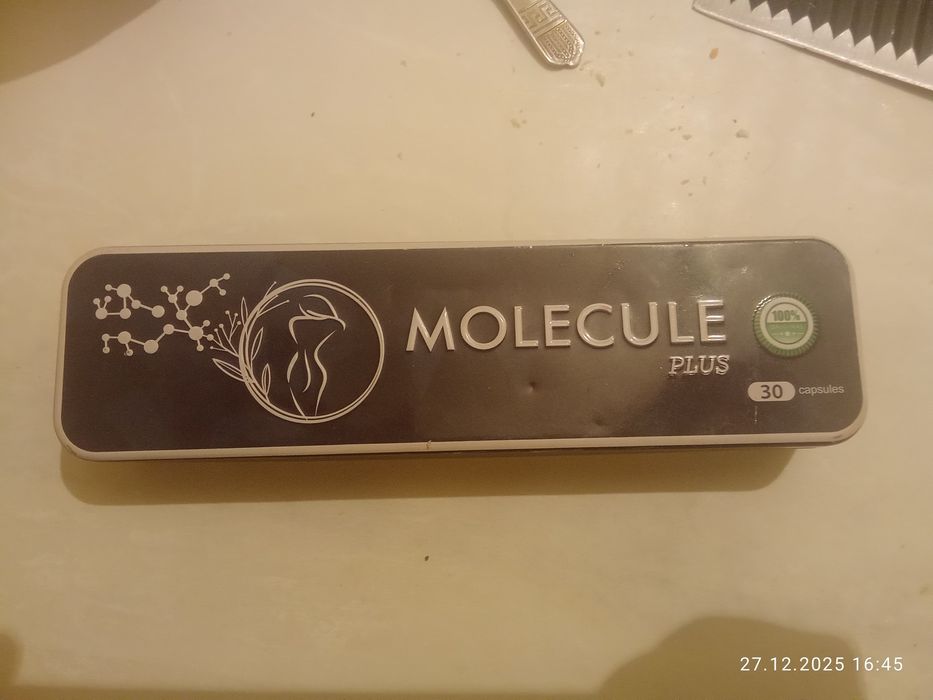 MOLECULE
PLUS
100%
30 capsules
27.12.2025 16:45